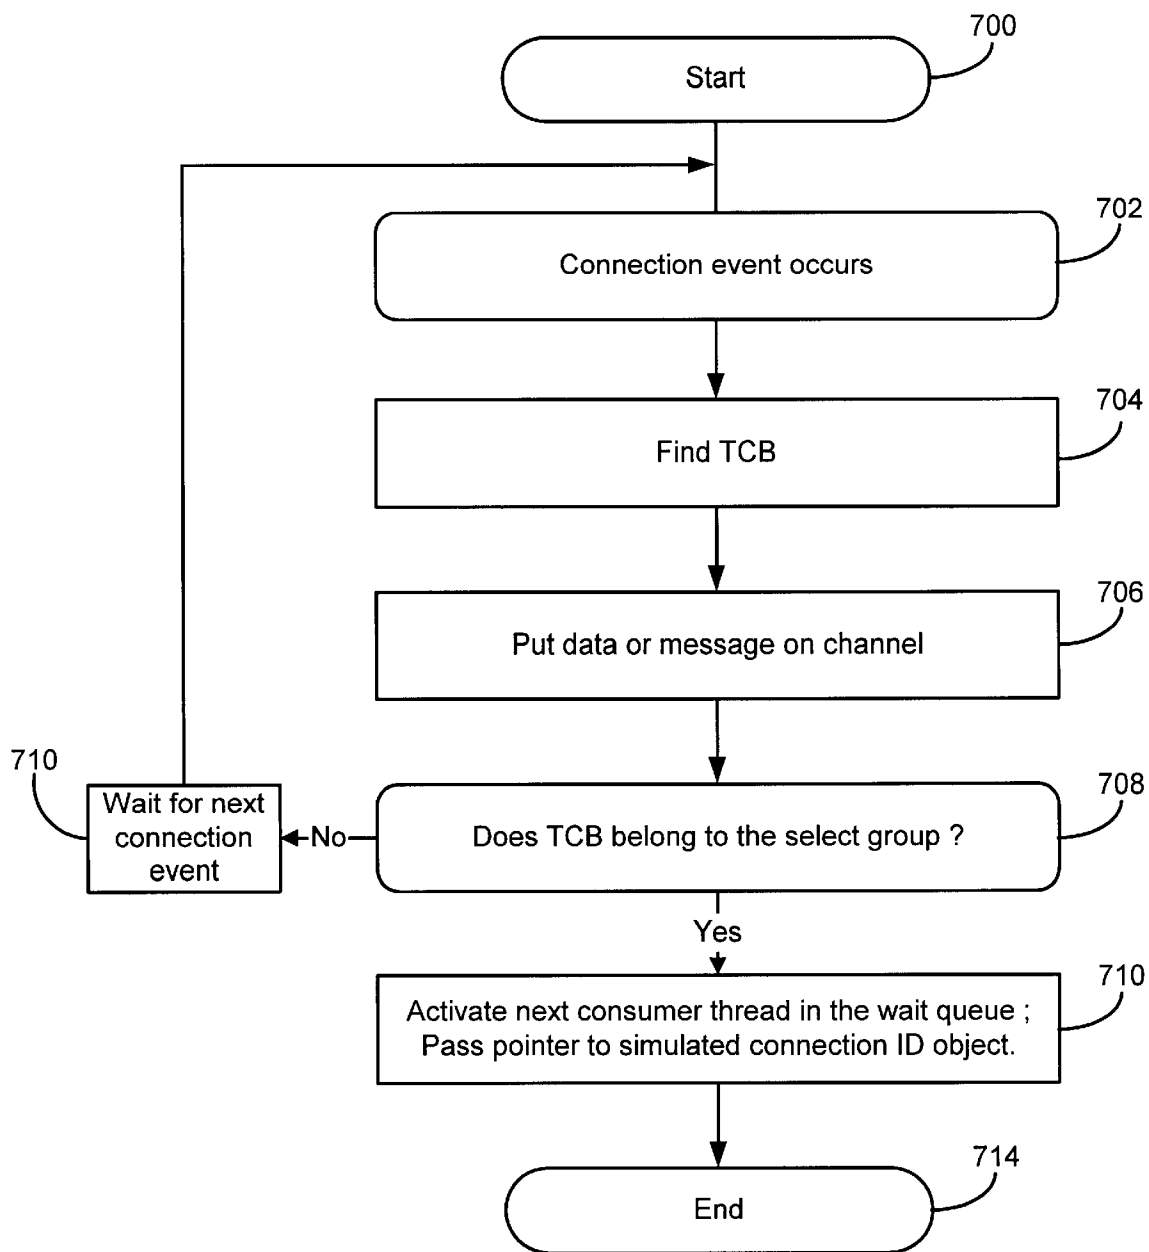 700
Start
702
Connection event occurs
704
Find TCB
706
Put data or message on channel
710
Wait for next
connection
event
No
708
Does TCB belong to the select group ?
Yes
710
Activate next consumer thread in the wait queue ;
Pass pointer to simulated connection ID object.
714
End